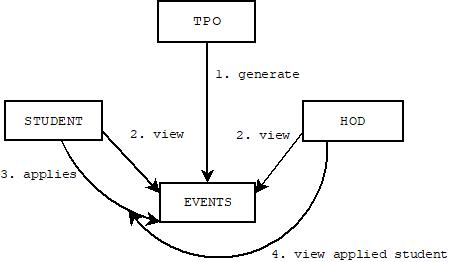 TPO
1. generate
STUDENT
HOD
2. view
2. view
3. applies
EVENTS
4. view applied student